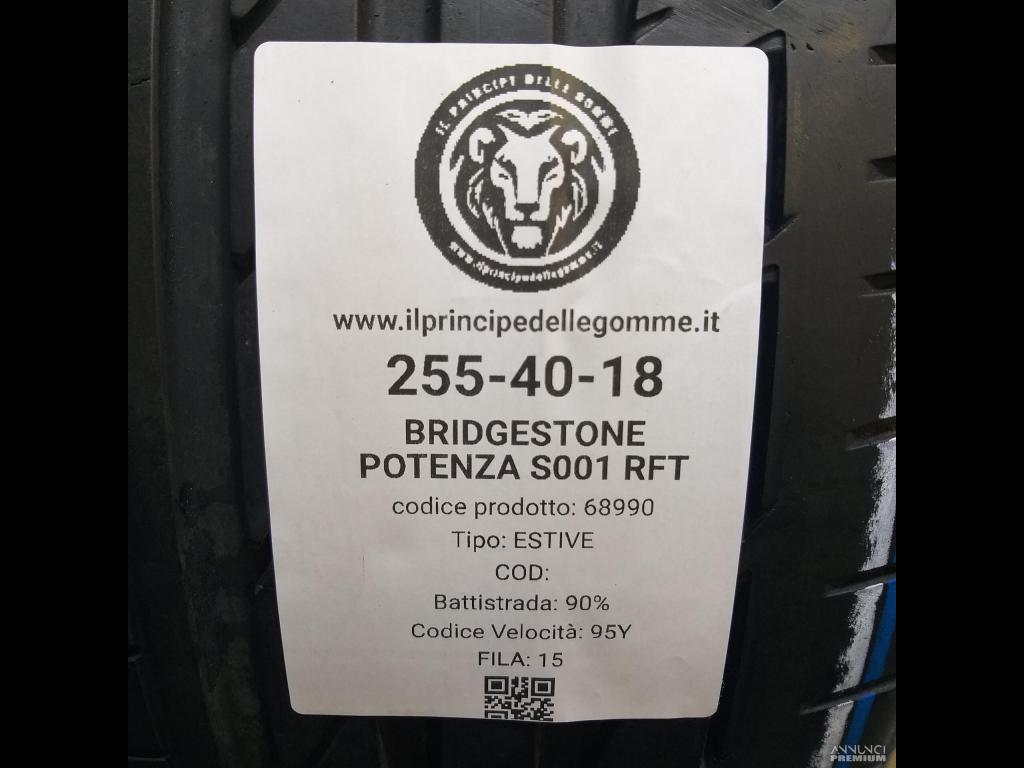 IL PRINCIPE DELLE GOMME
www.ilprincipedellegomme.it
www.ilprincipedellegomme.it
255-40-18
BRIDGESTONE
POTENZA S001 RFT
codice prodotto: 68990
Tipo: ESTIVE
COD:
Battistrada: 90%
Codice Velocità: 95Y
FILA: 15
ANNUNCI
PREMIUM